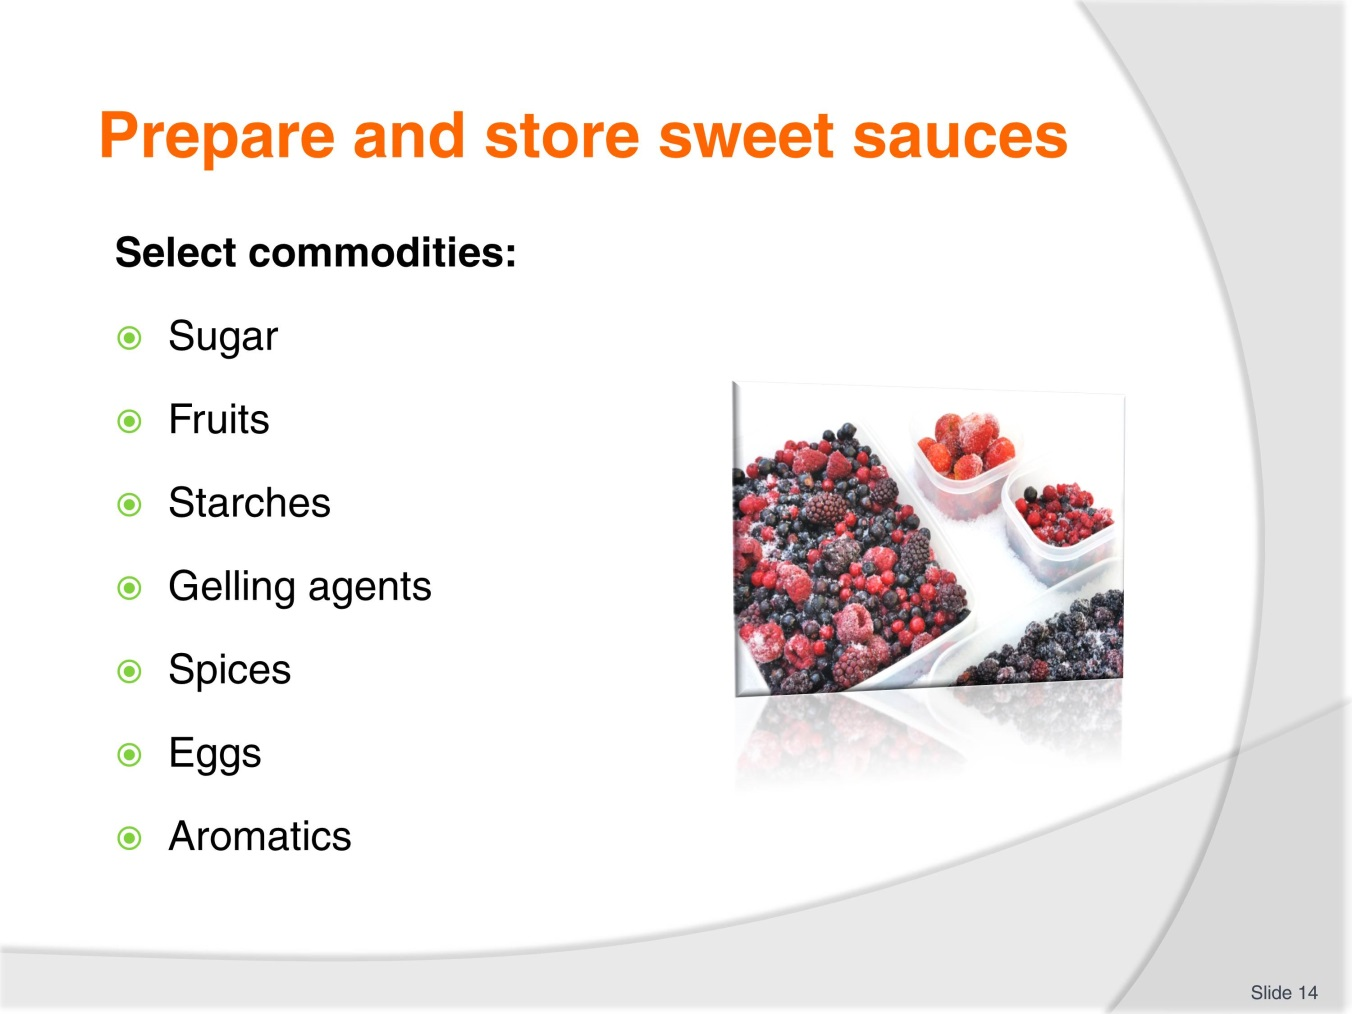 Prepare and store sweet sauces
Select commodities:
Sugar
Fruits
Starches
Gelling agents
Spices
Eggs
Aromatics
Slide 14